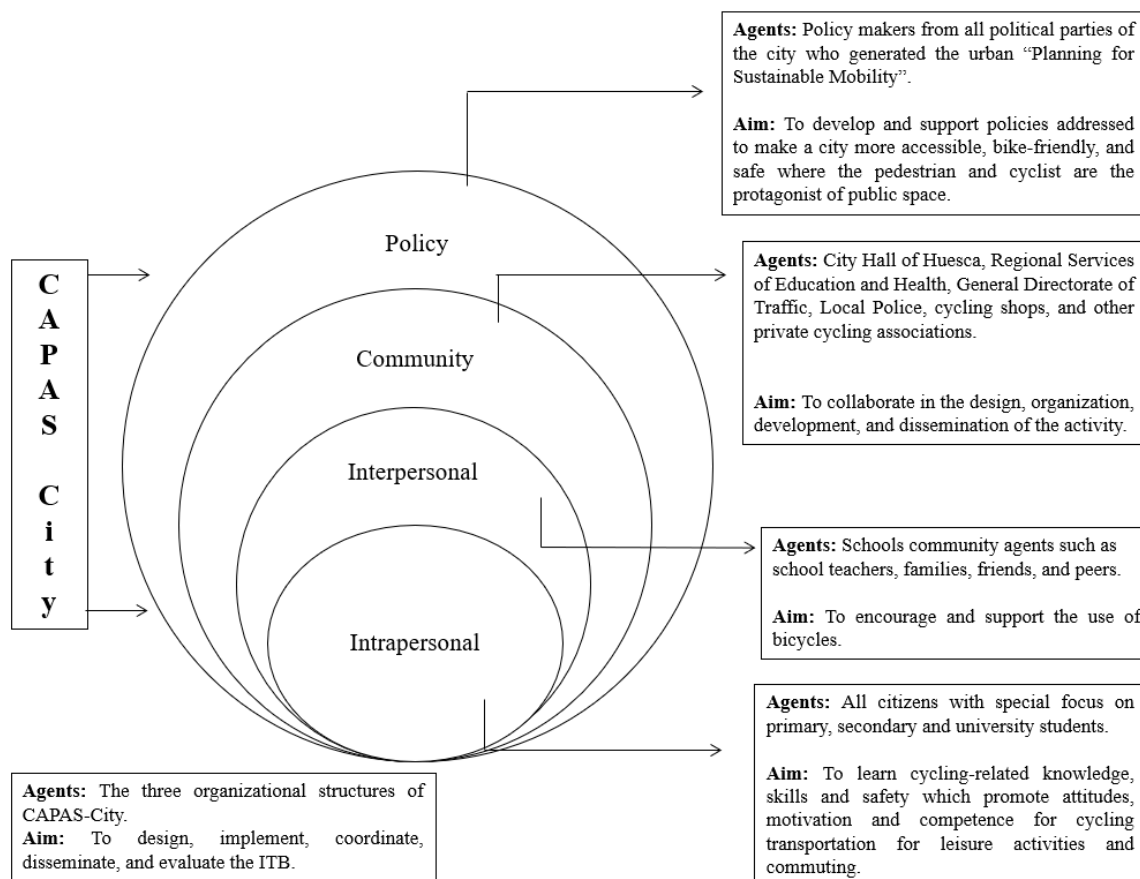 Agents: Policy makers from all political parties of
the city who generated the urban “Planning for
Sustainable Mobility”.
Aim: To develop and support policies addressed
to make a city more accessible, bike-friendly, and
safe where the pedestrian and cyclist are the
protagonist of public space.
Policy
CAPAS City
Agents: City Hall of Huesca, Regional Services
of Education and Health, General Directorate of
Traffic, Local Police, cycling shops, and other
private cycling associations.
Community
Aim: To collaborate in the design, organization,
development, and dissemination of the activity.
Interpersonal
Agents: Schools community agents such as
school teachers, families, friends, and peers.
Aim: To encourage and support the use of
bicycles.
Intrapersonal
Agents: All citizens with special focus on
primary, secondary and university students.
Aim: To learn cycling-related knowledge,
skills and safety which promote attitudes,
motivation and competence for cycling
transportation for leisure activities and
commuting.
Agents: The three organizational structures of
CAPAS-City.
Aim: To design, implement, coordinate,
disseminate, and evaluate the ITB.